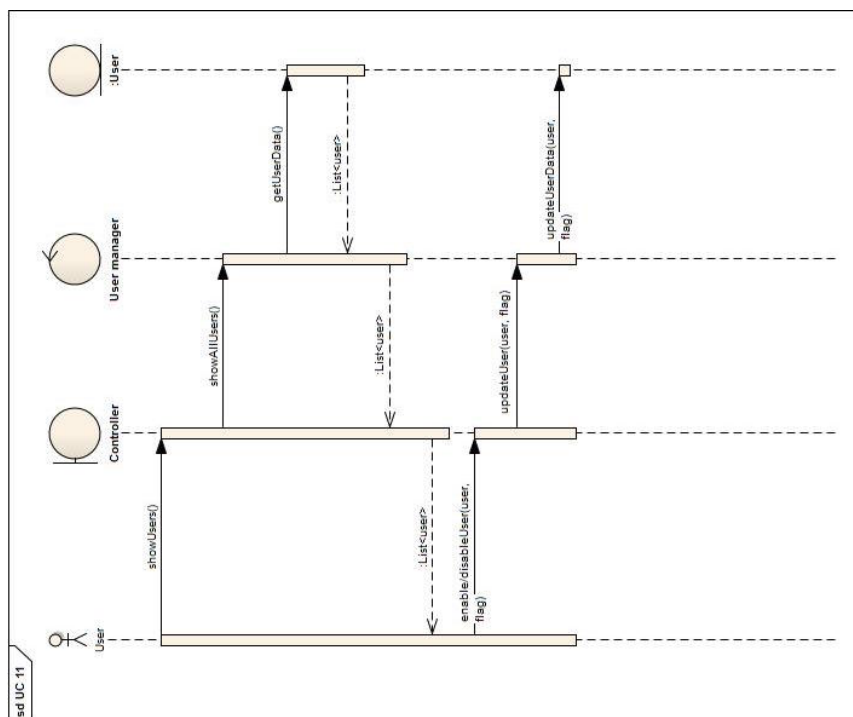 sd UC 11
User
Controller
User manager
:User
showUsers()
showAllUsers()
getUserData()
:List<user>
:List<user>
:List<user>
enable/disableUser(user,
flag)
updateUser(user, flag)
updateUserData(user,
flag)